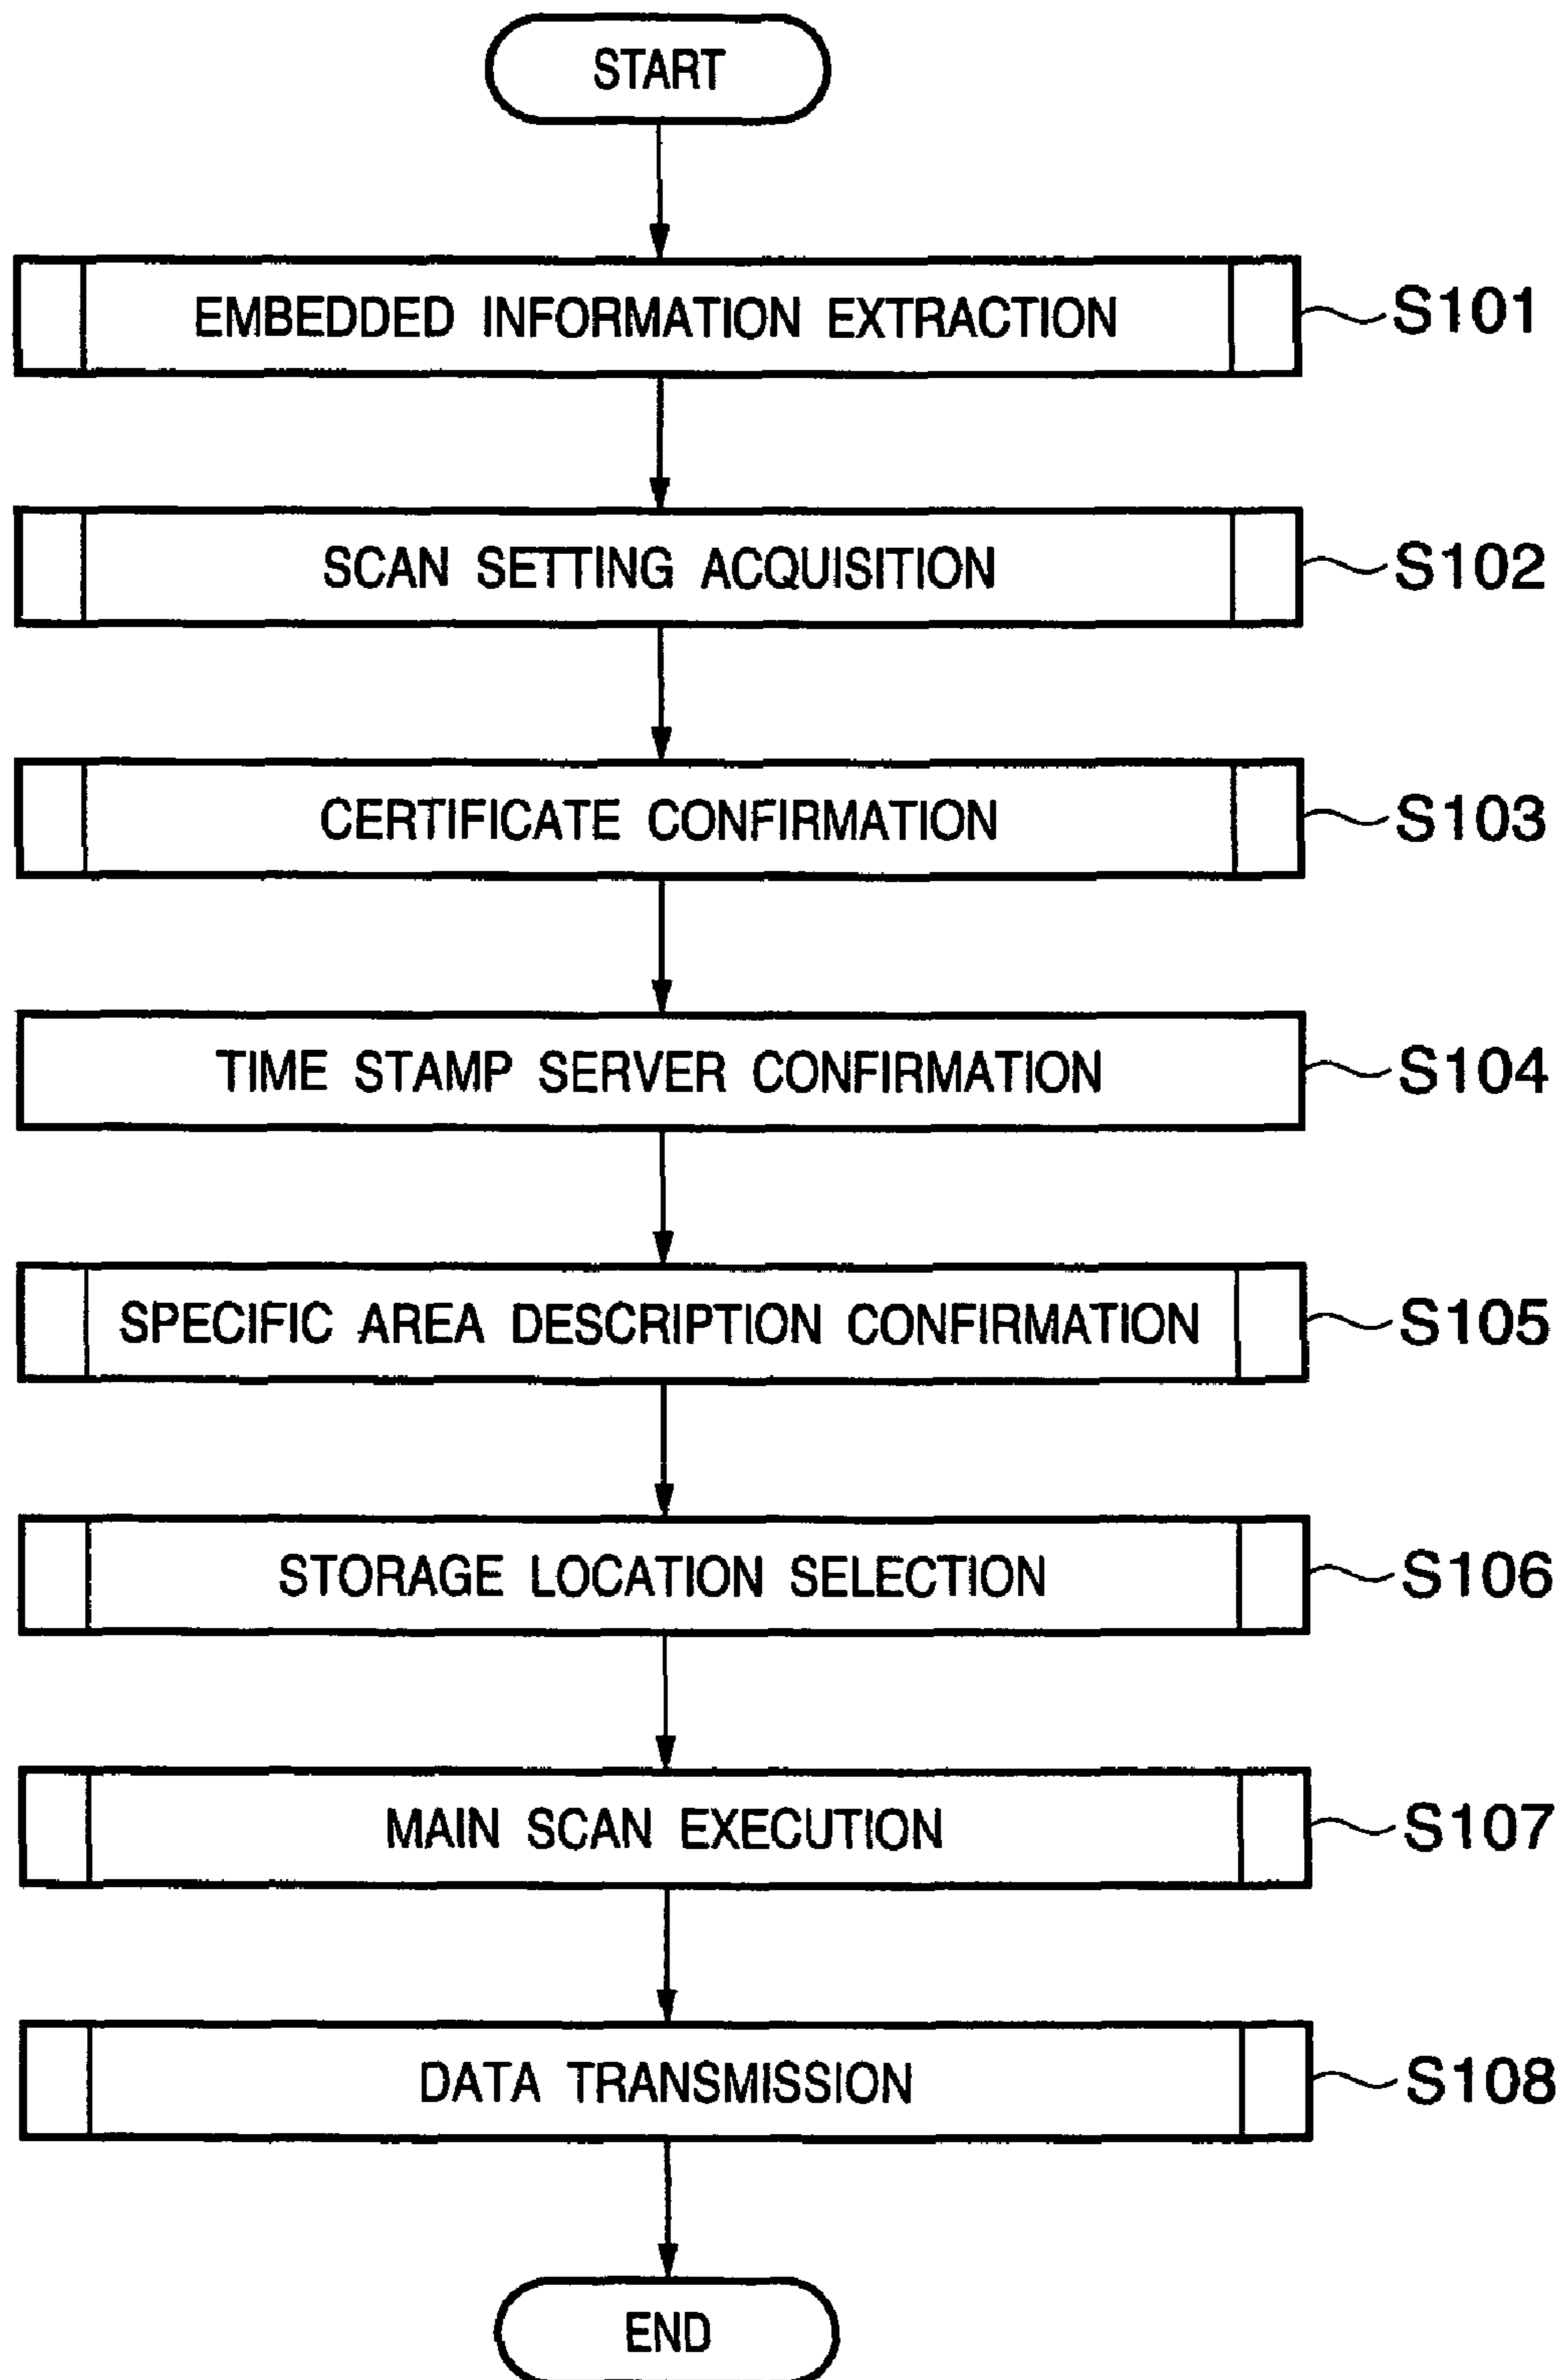 START
EMBEDDED INFORMATION EXTRACTION S101
SCAN SETTING ACQUISITION S102
CERTIFICATE CONFIRMATION S103
TIME STAMP SERVER CONFIRMATION S104
SPECIFIC AREA DESCRIPTION CONFIRMATION S105
STORAGE LOCATION SELECTION S106
MAIN SCAN EXECUTION S107
DATA TRANSMISSION S108
END